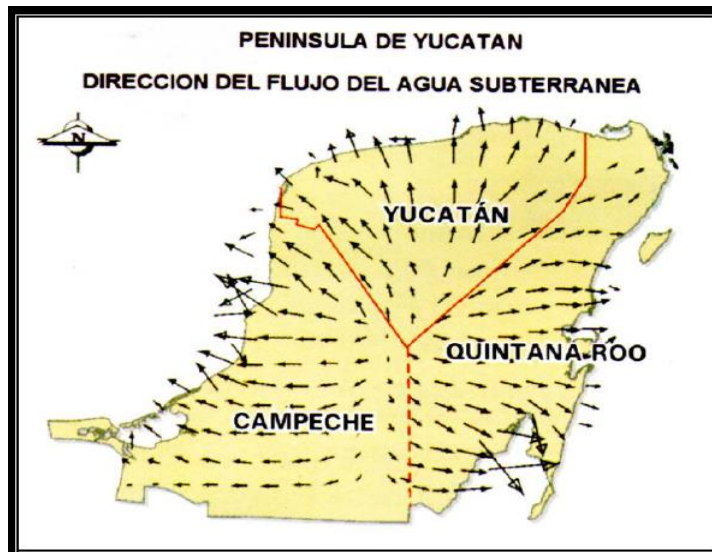 PENINSULA DE YUCATAN
DIRECCION DEL FLUJO DEL AGUA SUBTERRANEA
N
YUCATÁN
QUINTANA ROO
CAMPECHE